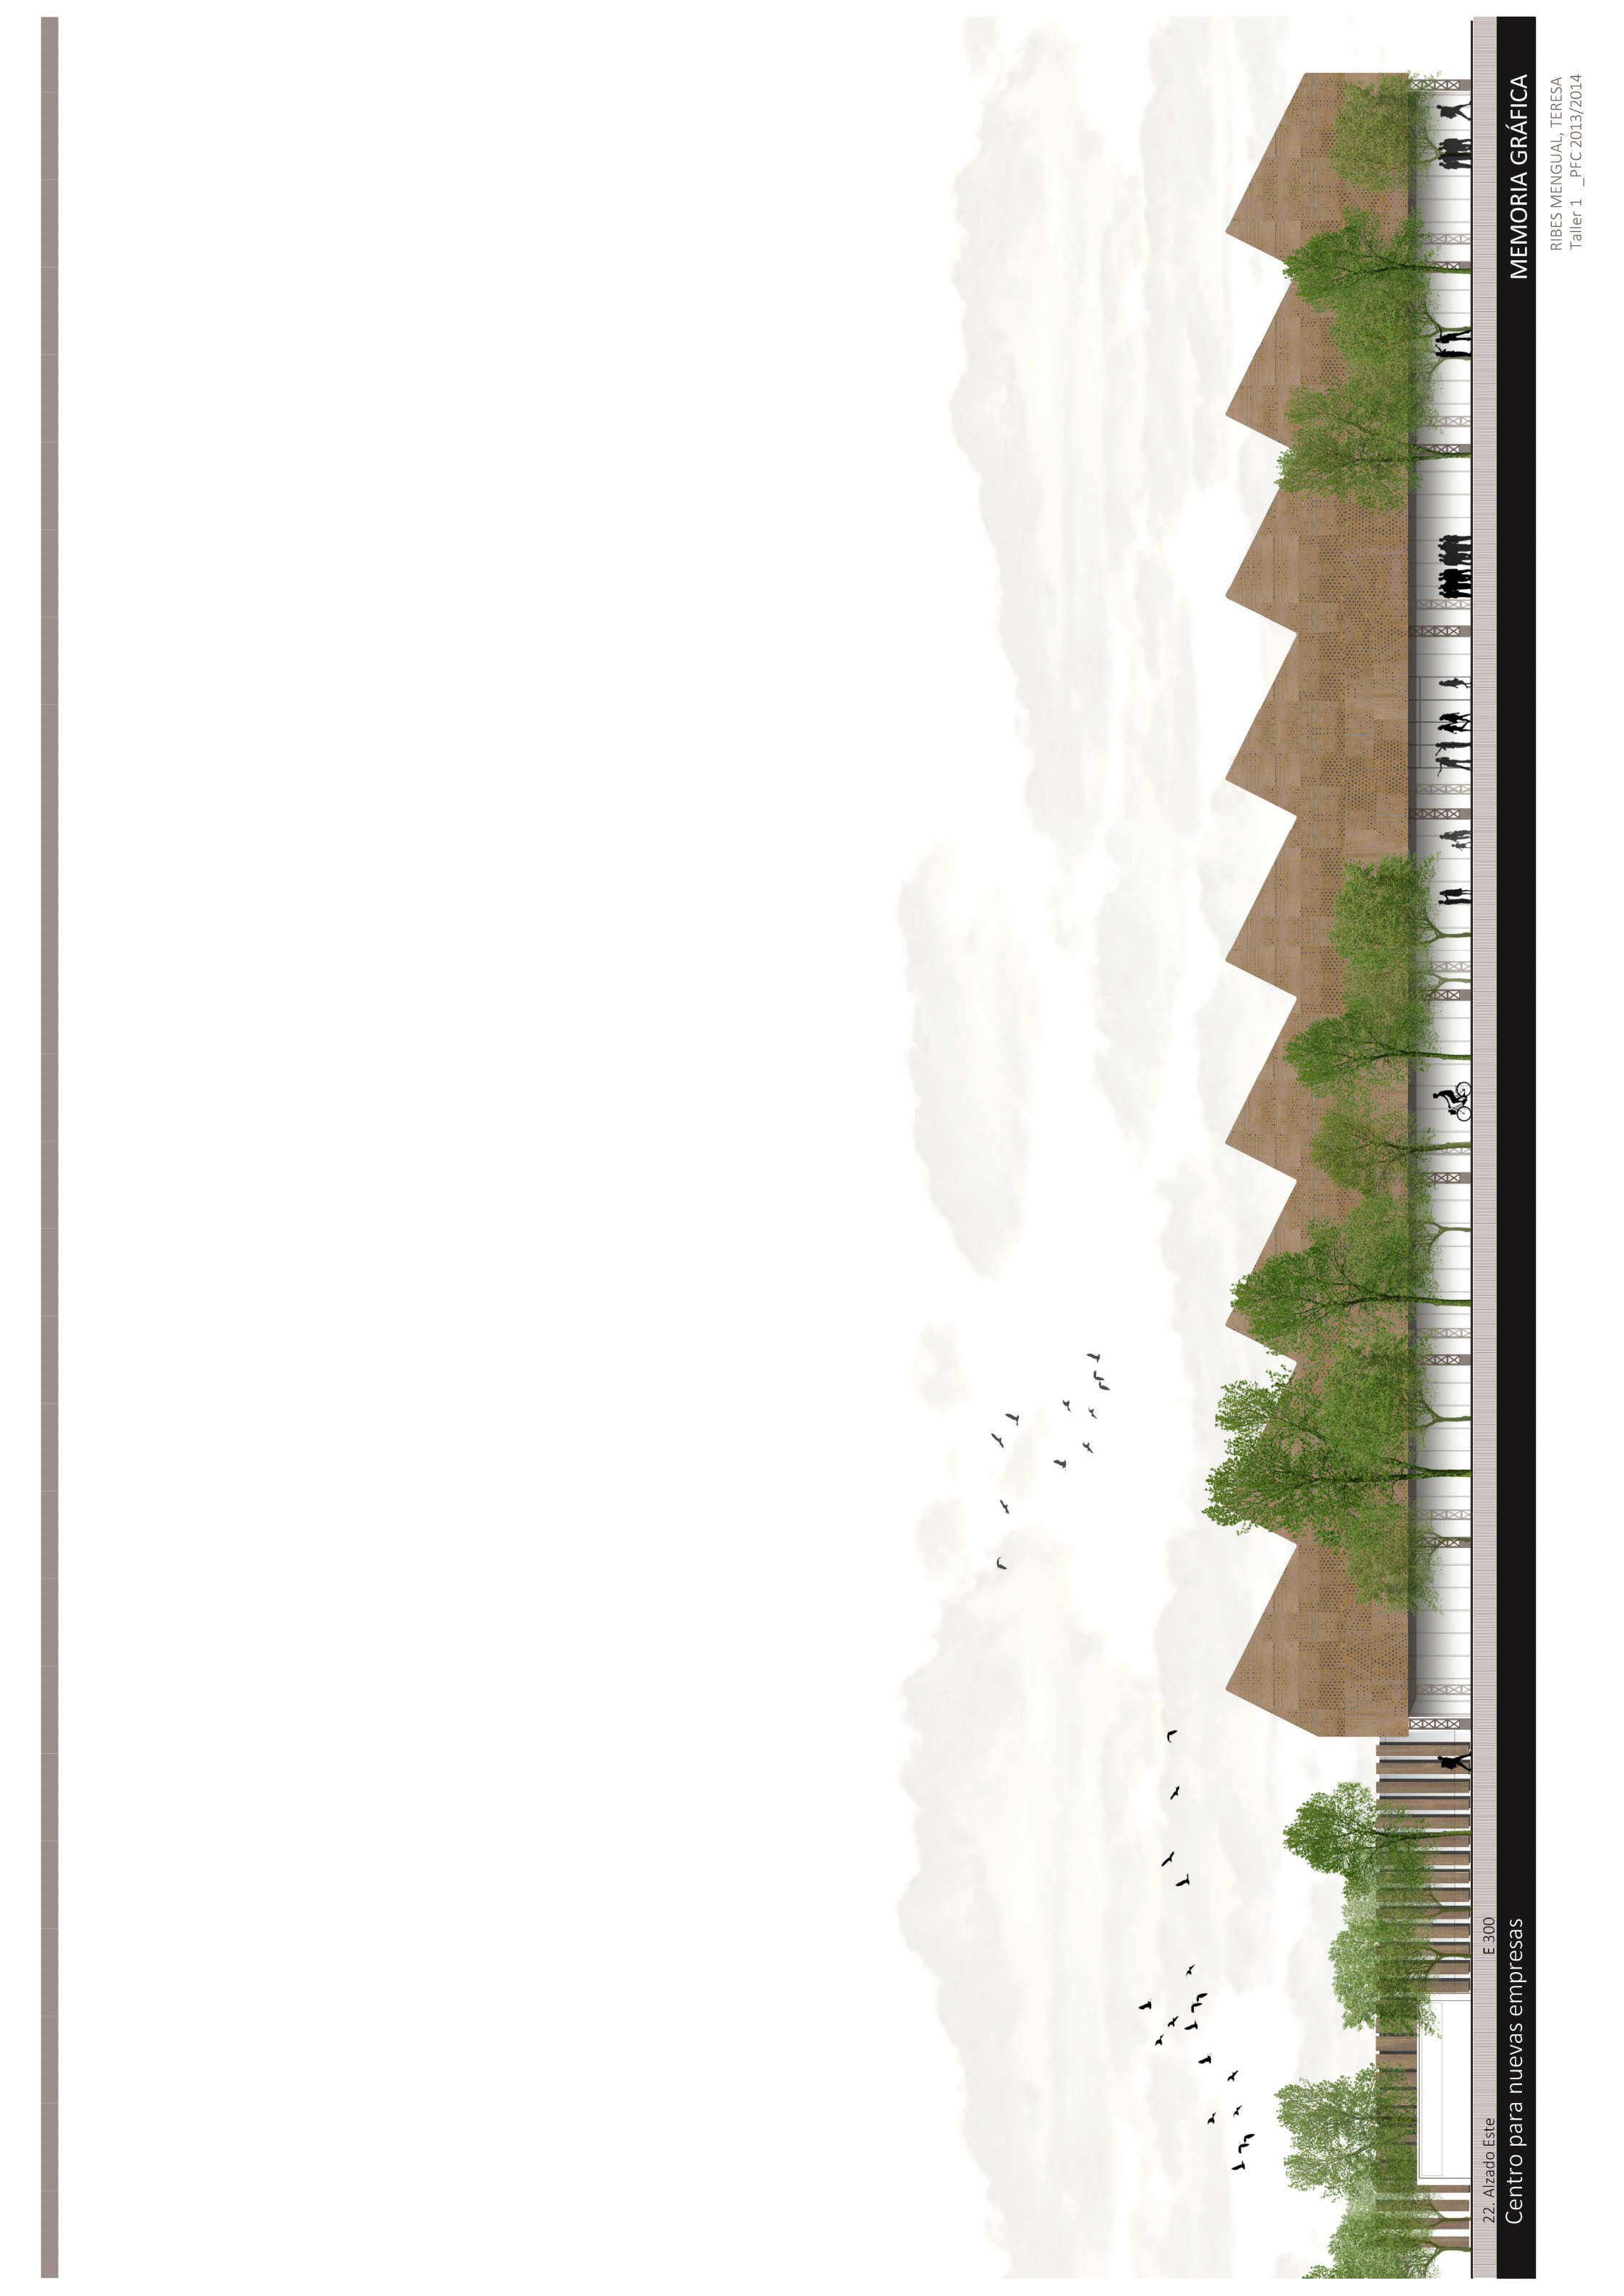 22. Alzado Este E 300
Centro para nuevas empresas
MEMORIA GRÁFICA
RIBES MENGUAL, TERESA
Taller 1 _PFC 2013/2014